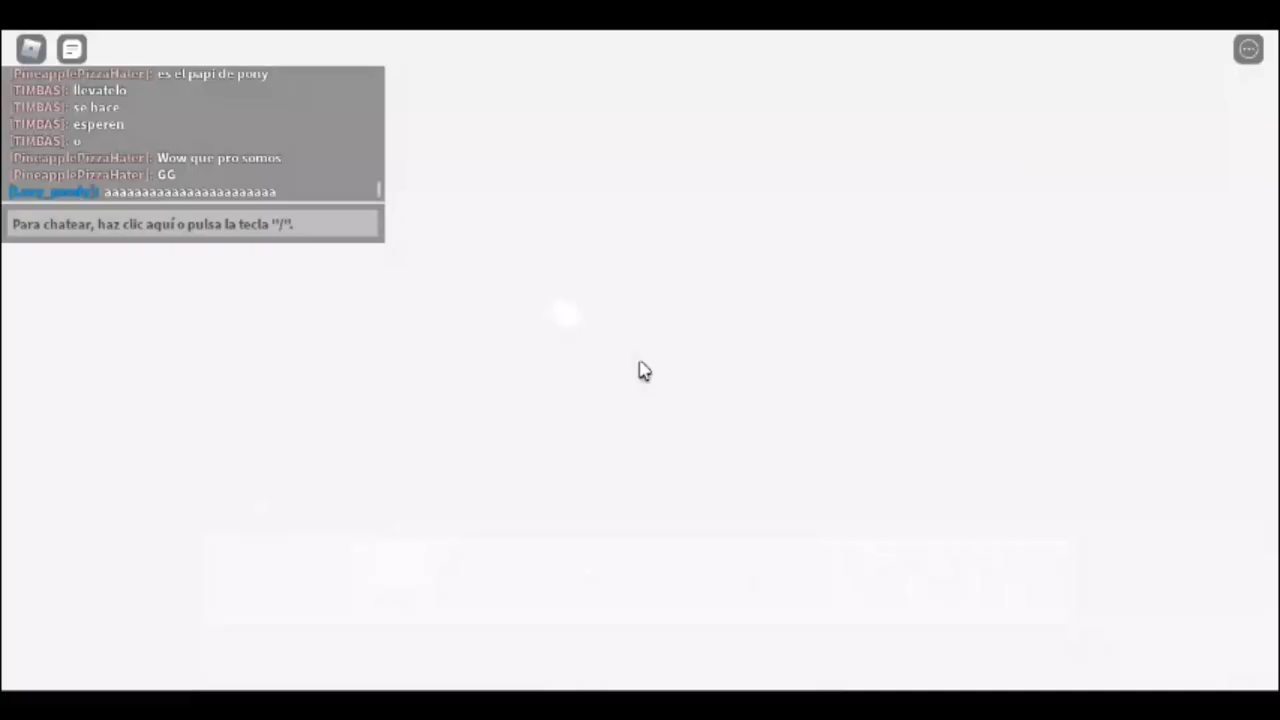 [PineapplePizzaHater]: es el papi de pony
[TIMBAS]: llevatelo
[TIMBAS]: se hace
[TIMBAS]: esperen
[TIMBAS]: o
[PineapplePizzaHater]: Wow que pro somos
[PineapplePizzaHater]: GG
aaaaaaaaaaaaaaaaaaaaaaa
Para chatear, haz clic aquí o pulsa la tecla "/".